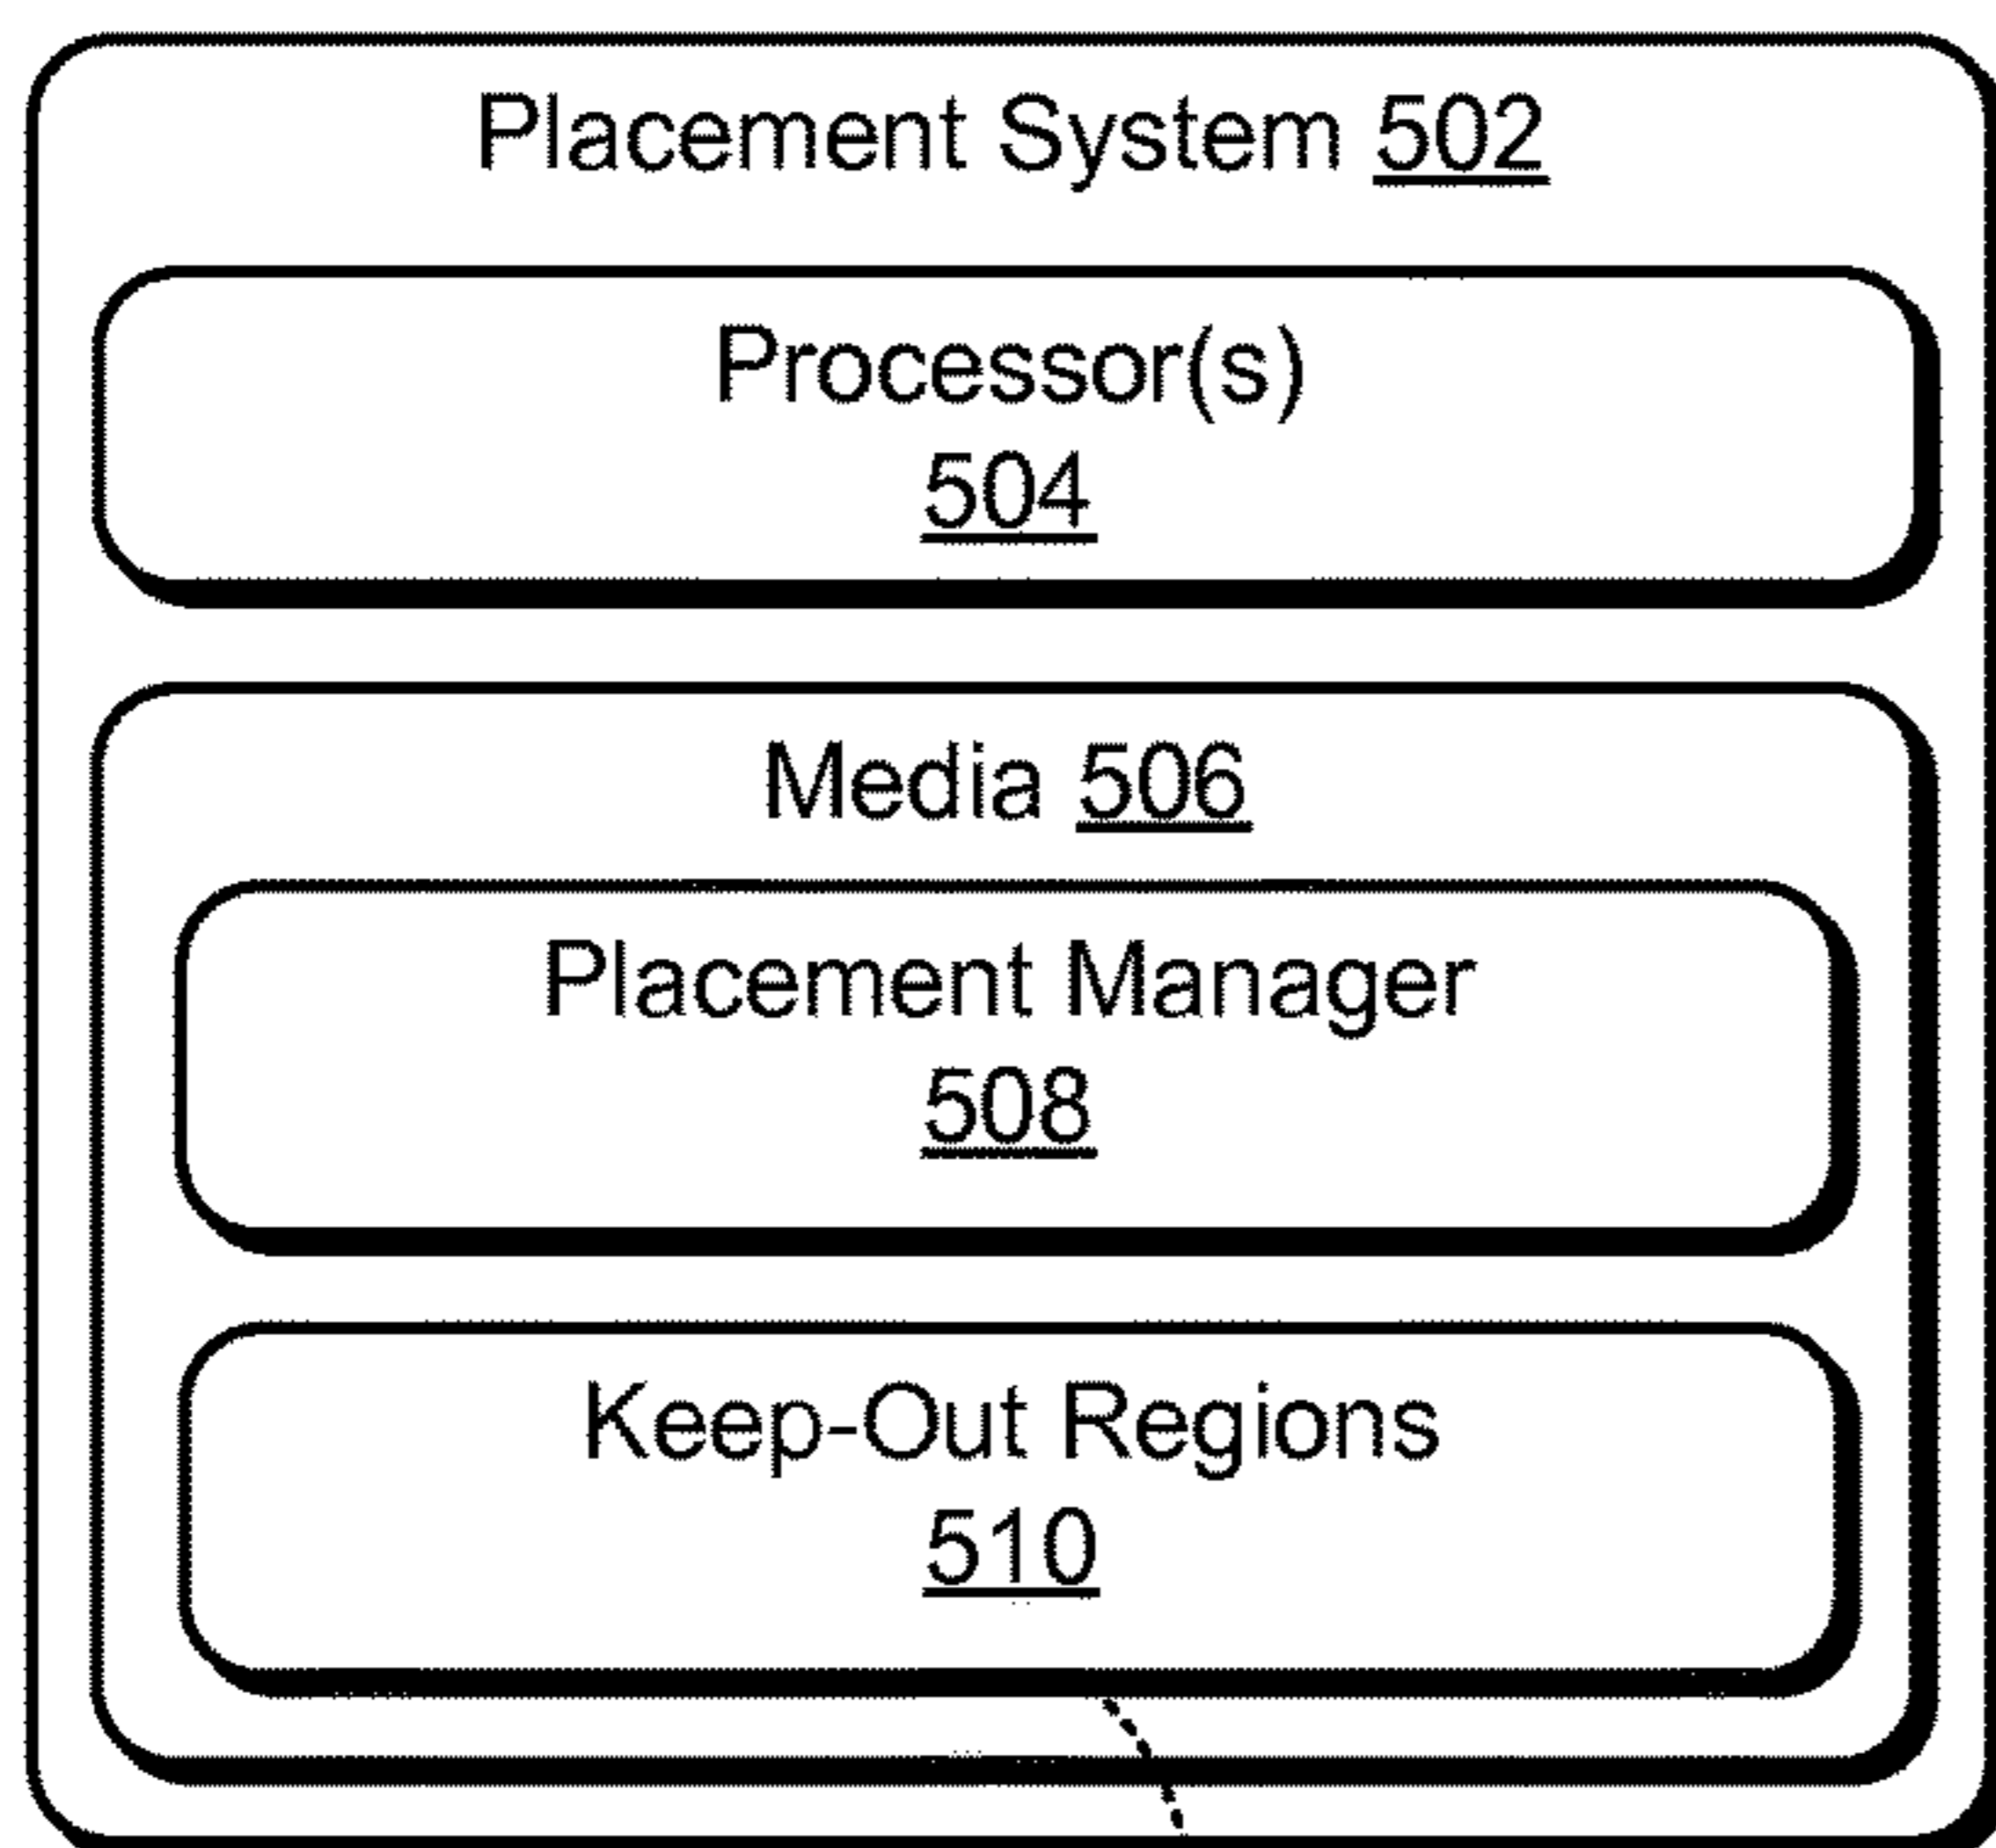 Placement System 502
Processor(s)
504
Media 506
Placement Manager
508
Keep-Out Regions
510